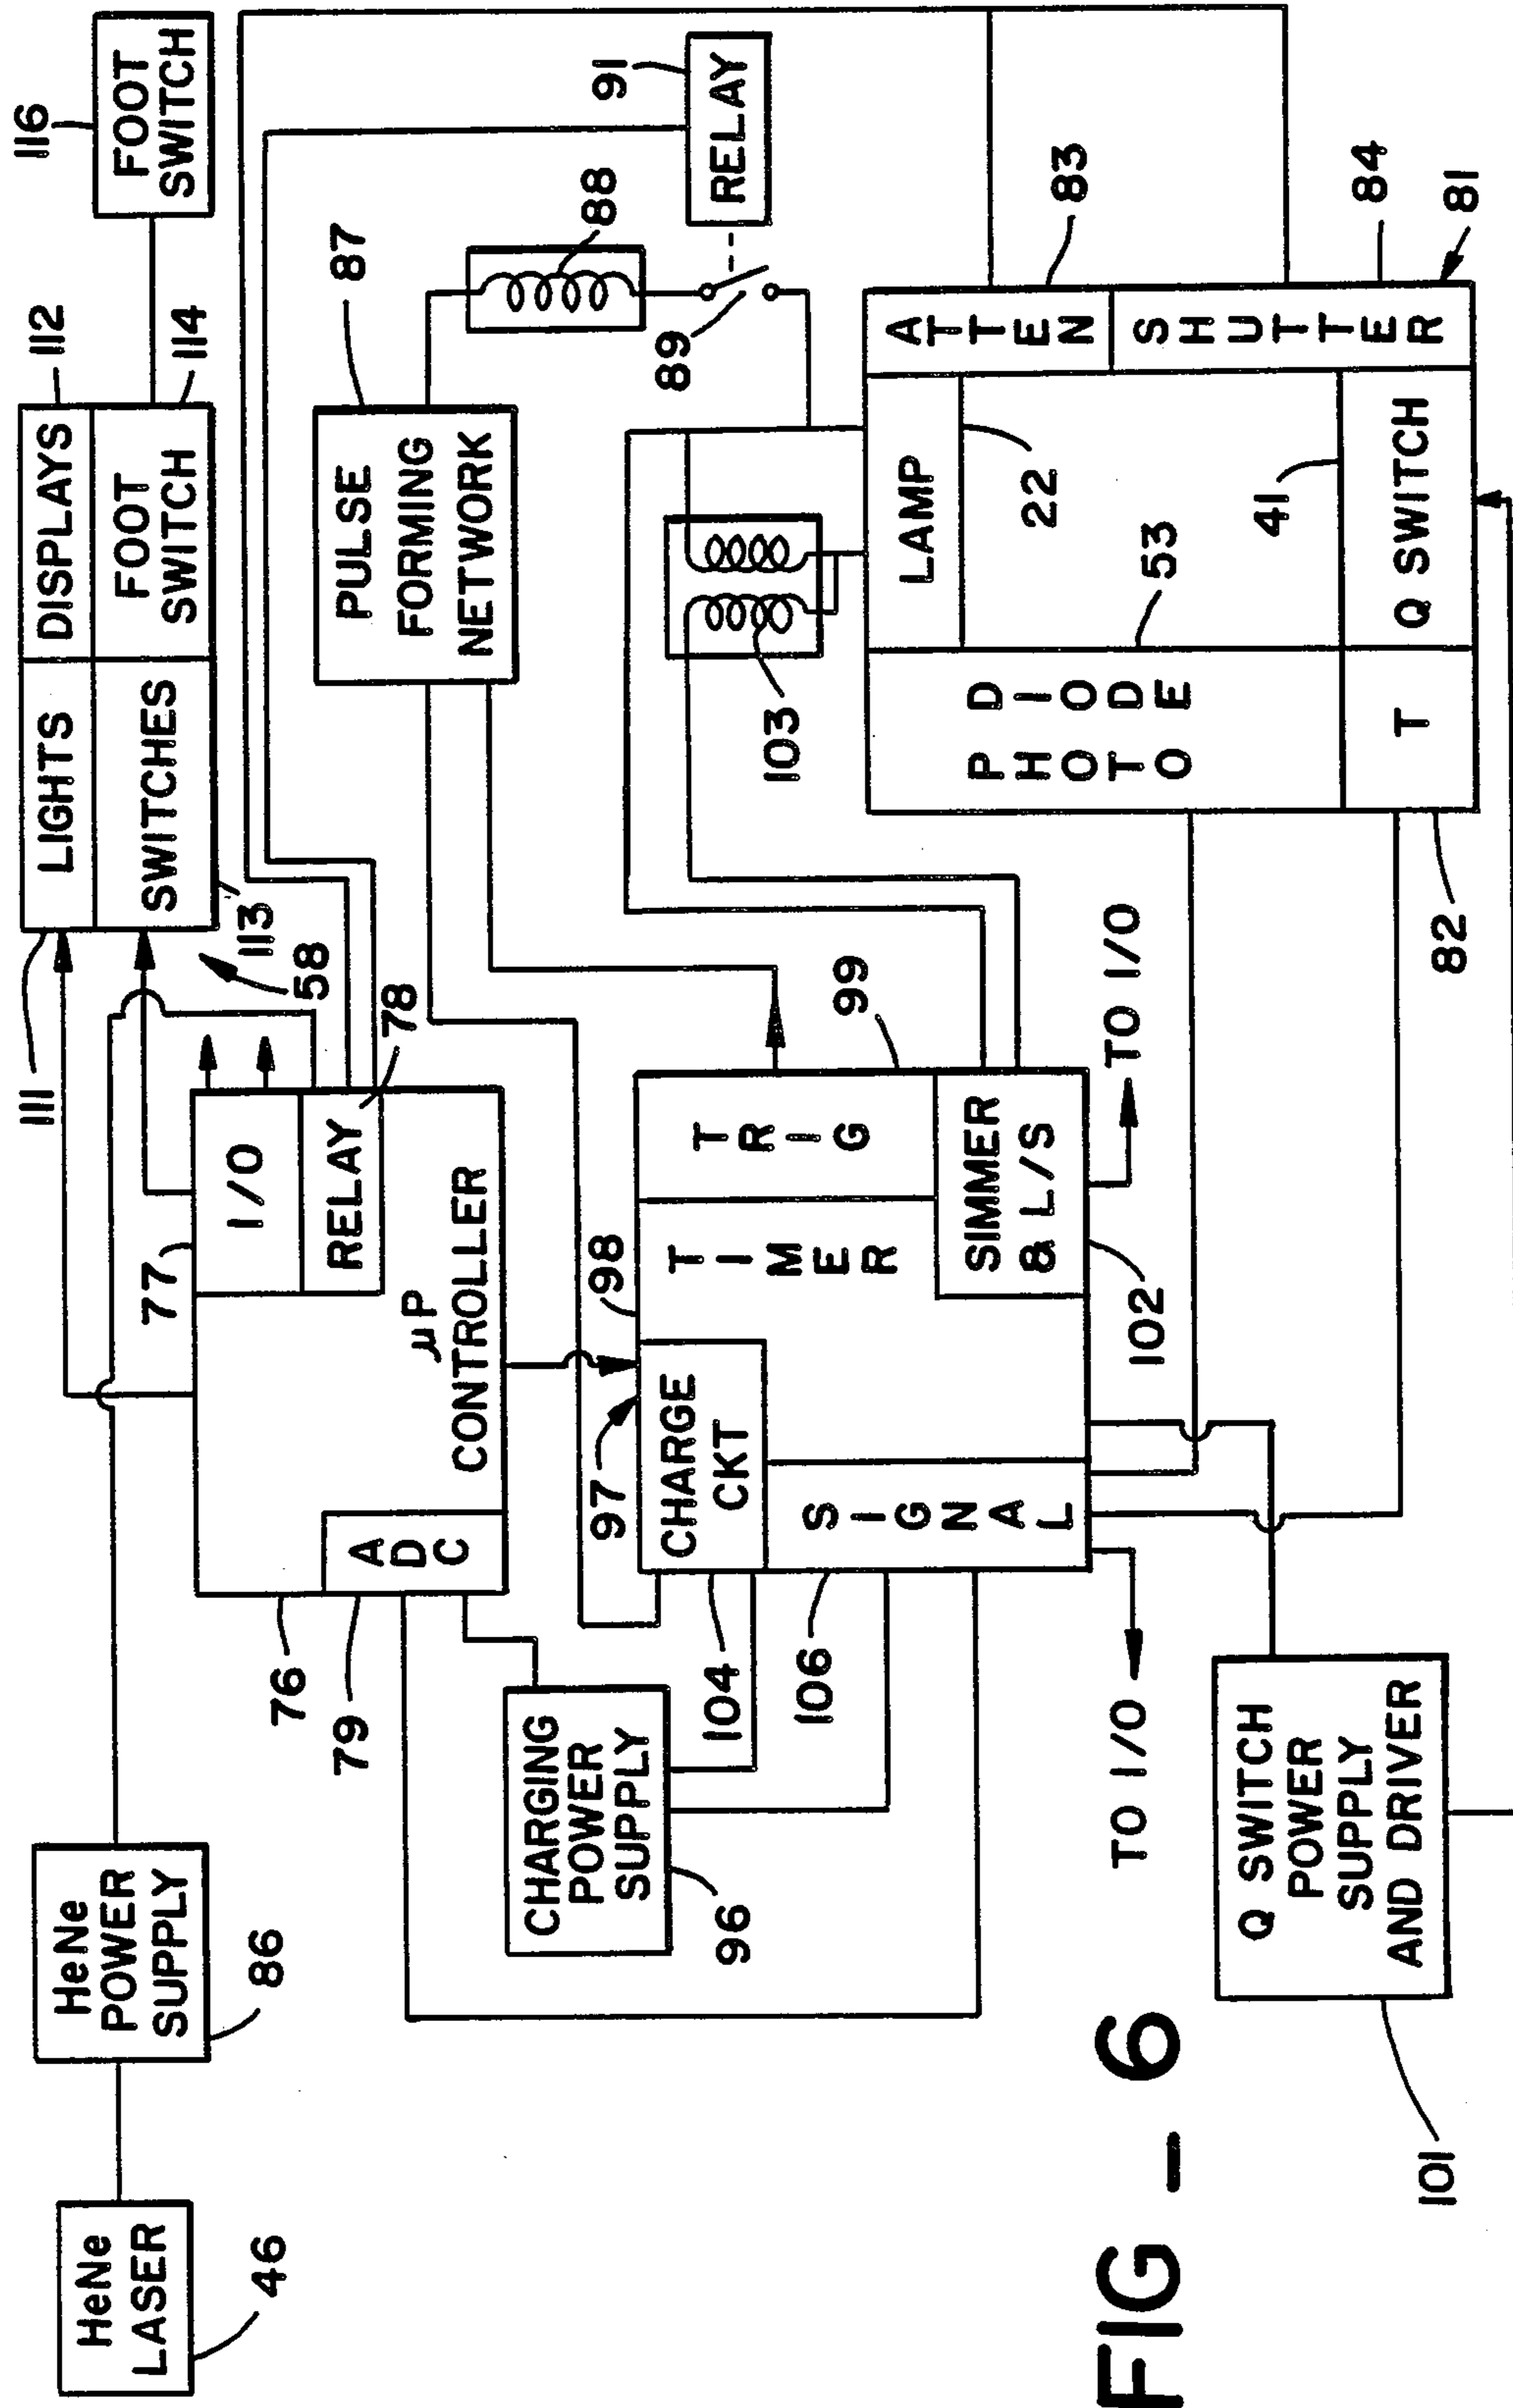 HeNe
LASER
46
HeNe
POWER
SUPPLY
86
111
LIGHTS
DISPLAYS
112
SWITCHES
113
FOOT
SWITCH
114
116
FOOT
SWITCH
58
76
77
I/O
RELAY
78
µP
CONTROLLER
ADC
79
CHARGING
POWER
SUPPLY
96
97
CHARGE
CKT
104
98
TIMER
TRIG
99
SIGNAL
106
SIMMER
& L/S
102
TO I/O
TO I/O
PULSE
FORMING
NETWORK
87
88
89
RELAY
91
103
LAMP
22
ATTEN
83
SHUTTER
84
81
PHOTO
DIODE
53
41
Q SWITCH
T
82
Q SWITCH
POWER
SUPPLY
AND DRIVER
101
FIG - 6